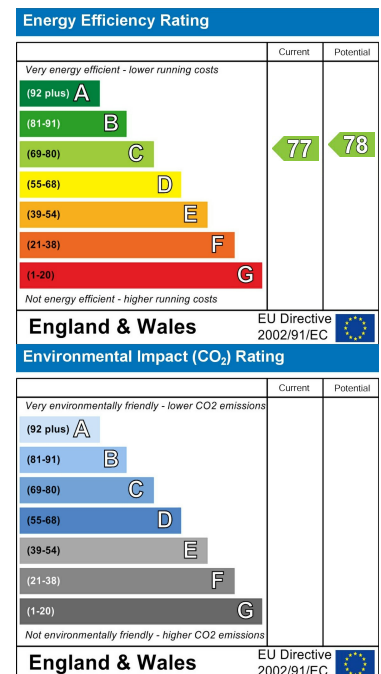 Energy Efficiency Rating
Current Potential
Very energy efficient - lower running costs
(92 plus) A
(81-91) B
(69-80) C
77 78
(55-68) D
(39-54) E
(21-38) F
(1-20) G
Not energy efficient - higher running costs
England & Wales
EU Directive
2002/91/EC
Environmental Impact (CO₂) Rating
Current Potential
Very environmentally friendly - lower CO2 emissions
(92 plus) A
(81-91) B
(69-80) C
(55-68) D
(39-54) E
(21-38) F
(1-20) G
Not environmentally friendly - higher CO2 emissions
England & Wales
EU Directive
2002/91/EC